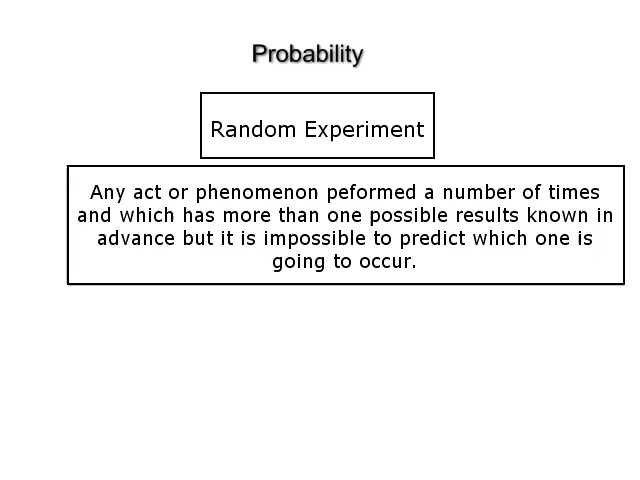 Probability
Random Experiment
Any act or phenomenon peformed a number of times
and which has more than one possible results known in
advance but it is impossible to predict which one is
going to occur.